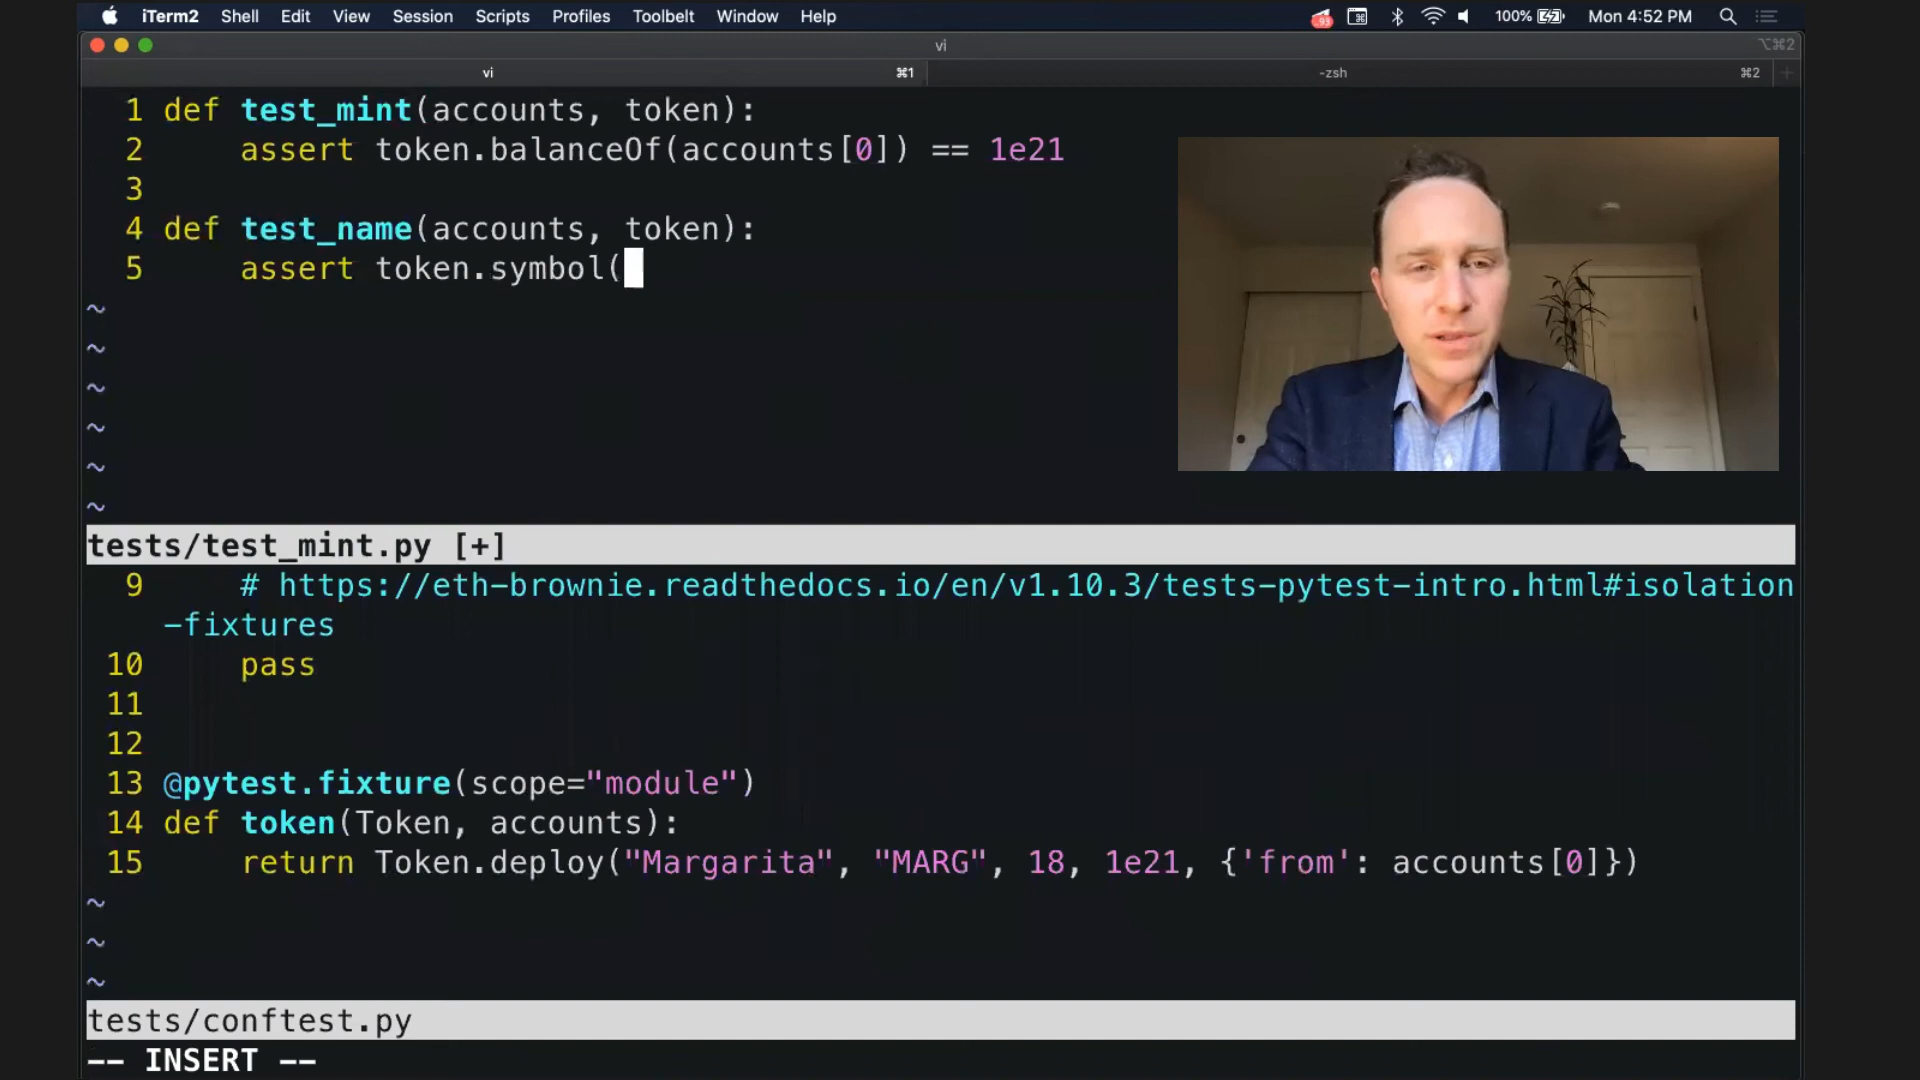 iTerm2 Shell Edit View Session Scripts Profiles Toolbelt Window Help 93 100% Mon 4:52 PM
vi ⌥⌘2
vi ⌘1 -zsh ⌘2 +
1 def test_mint(accounts, token):
2     assert token.balanceOf(accounts[0]) == 1e21
3
4 def test_name(accounts, token):
5     assert token.symbol(
~
~
~
~
~
~
tests/test_mint.py [+]
9     # https://eth-brownie.readthedocs.io/en/v1.10.3/tests-pytest-intro.html#isolation
-fixtures
10     pass
11
12
13 @pytest.fixture(scope="module")
14 def token(Token, accounts):
15     return Token.deploy("Margarita", "MARG", 18, 1e21, {'from': accounts[0]})
~
~
~
tests/conftest.py
-- INSERT --